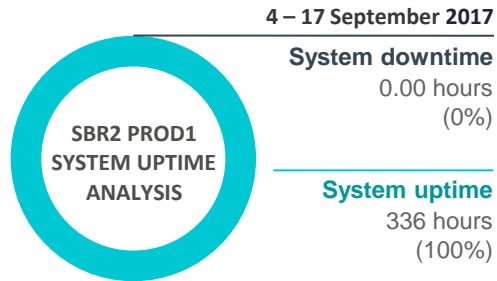 4 – 17 September 2017
System downtime
0.00 hours
(0%)
SBR2 PROD1
SYSTEM UPTIME
ANALYSIS
System uptime
336 hours
(100%)